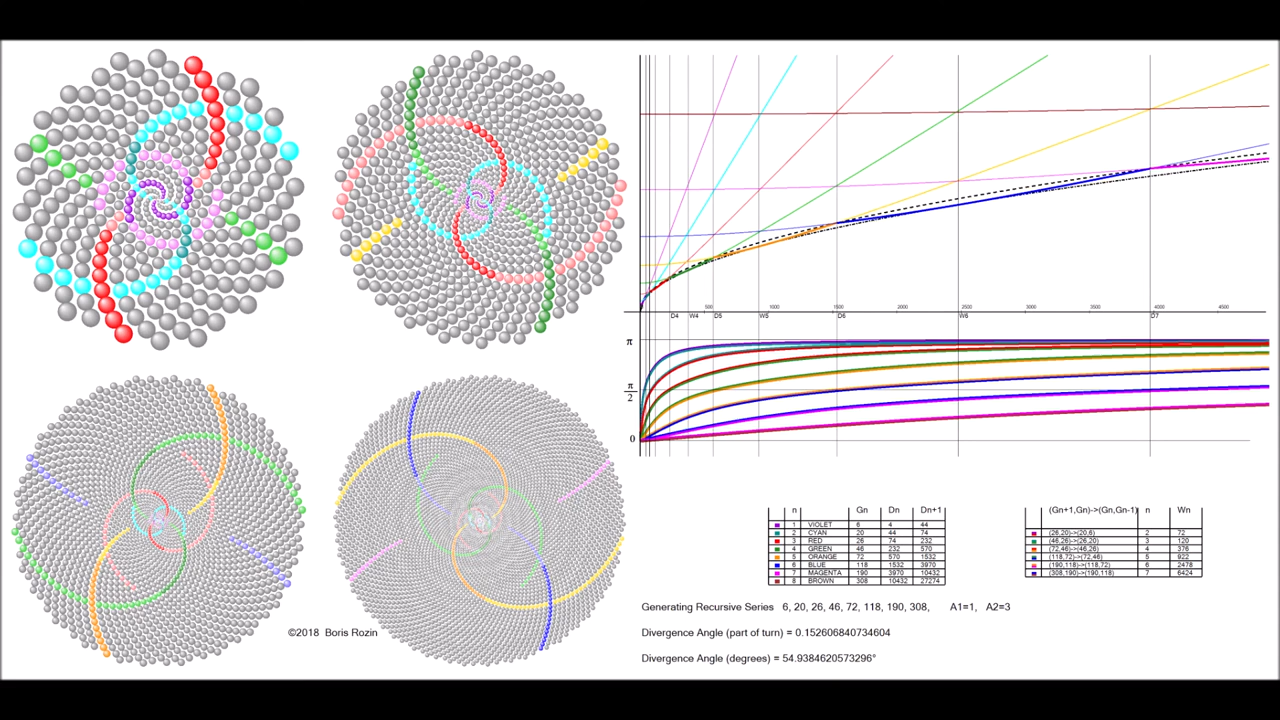 500 1000 1500 2000 2500 3000 3500 4000 4500
D4 W4 D5 W5 D6 W6 D7
π
π
2
0
n Gn Dn Dn+1
1 VIOLET 6 4 44
2 CYAN 20 44 74
3 RED 26 74 232
4 GREEN 46 232 570
5 ORANGE 72 570 1532
6 BLUE 118 1532 3970
7 MAGENTA 190 3970 10432
8 BROWN 308 10432 27274
(Gn+1,Gn)->(Gn,Gn-1) n Wn
(26,20)->(20,6) 2 72
(46,26)->(26,20) 3 120
(72,46)->(46,26) 4 376
(118,72)->(72,46) 5 922
(190,118)->(118,72) 6 2478
(308,190)->(190,118) 7 6424
Generating Recursive Series 6, 20, 26, 46, 72, 118, 190, 308, A1=1, A2=3
©2018 Boris Rozin
Divergence Angle (part of turn) = 0.152606840734604
Divergence Angle (degrees) = 54.9384620573296°